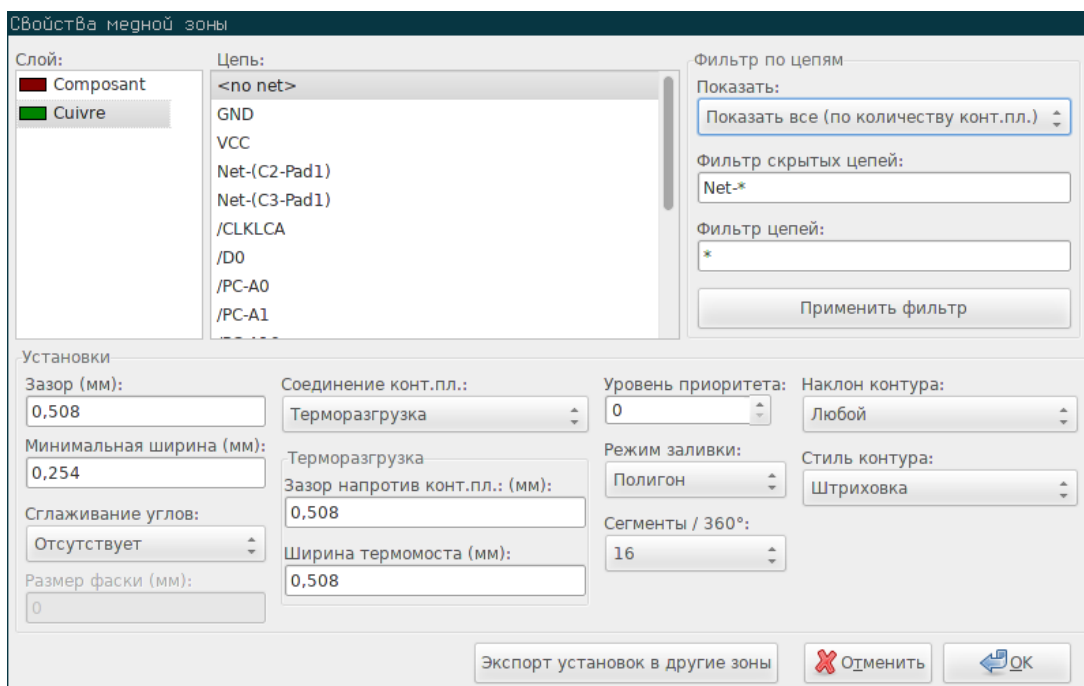 Свойства медной зоны
Слой:
Composant
Cuivre
Цепь:
<no net>
GND
VCC
Net-(C2-Pad1)
Net-(C3-Pad1)
/CLKLCA
/D0
/PC-A0
/PC-A1
Фильтр по цепям
Показать:
Показать все (по количеству конт.пл.)
Фильтр скрытых цепей:
Net-*
Фильтр цепей:
*
Применить фильтр
Установки
Зазор (мм):
0,508
Минимальная ширина (мм):
0,254
Сглаживание углов:
Отсутствует
Размер фаски (мм):
0
Соединение конт.пл.:
Терморазгрузка
Терморазгрузка
Зазор напротив конт.пл.: (мм):
0,508
Ширина термомоста (мм):
0,508
Уровень приоритета:
0
Режим заливки:
Полигон
Сегменты / 360°:
16
Наклон контура:
Любой
Стиль контура:
Штриховка
Экспорт установок в другие зоны
Отменить
OK